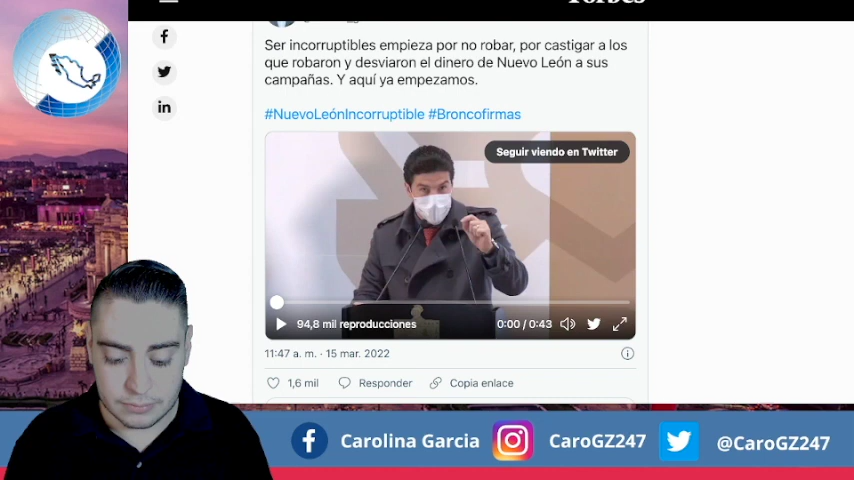 Forbes
Ser incorruptibles empieza por no robar, por castigar a los
que robaron y desviaron el dinero de Nuevo León a sus
campañas. Y aquí ya empezamos.
#NuevoLeónIncorruptible #Broncofirmas
Seguir viendo en Twitter
94,8 mil reproducciones
0:00 / 0:43
11:47 a. m. · 15 mar. 2022
1,6 mil
Responder
Copia enlace
Carolina Garcia
CaroGZ247
@CaroGZ247